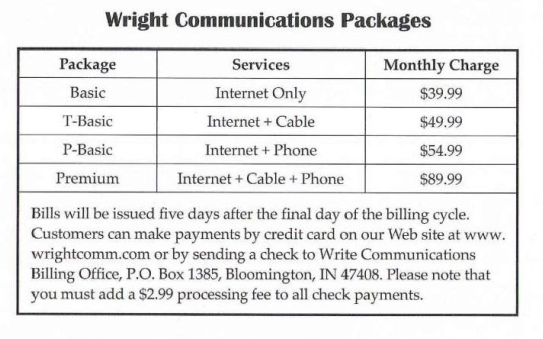 Wright Communications Packages
Package Services Monthly Charge
Basic Internet Only $39.99
T-Basic Internet + Cable $49.99
P-Basic Internet + Phone $54.99
Premium Internet + Cable + Phone $89.99
Bills will be issued five days after the final day of the billing cycle.
Customers can make payments by credit card on our Web site at www.
wrightcomm.com or by sending a check to Write Communications
Billing Office, P.O. Box 1385, Bloomington, IN 47408. Please note that
you must add a $2.99 processing fee to all check payments.